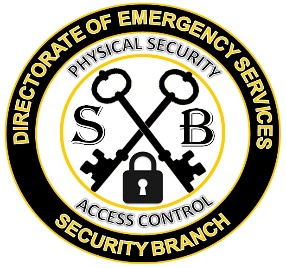 DIRECTORATE OF EMERGENCY SERVICES
PHYSICAL SECURITY
S B
ACCESS CONTROL
SECURITY BRANCH